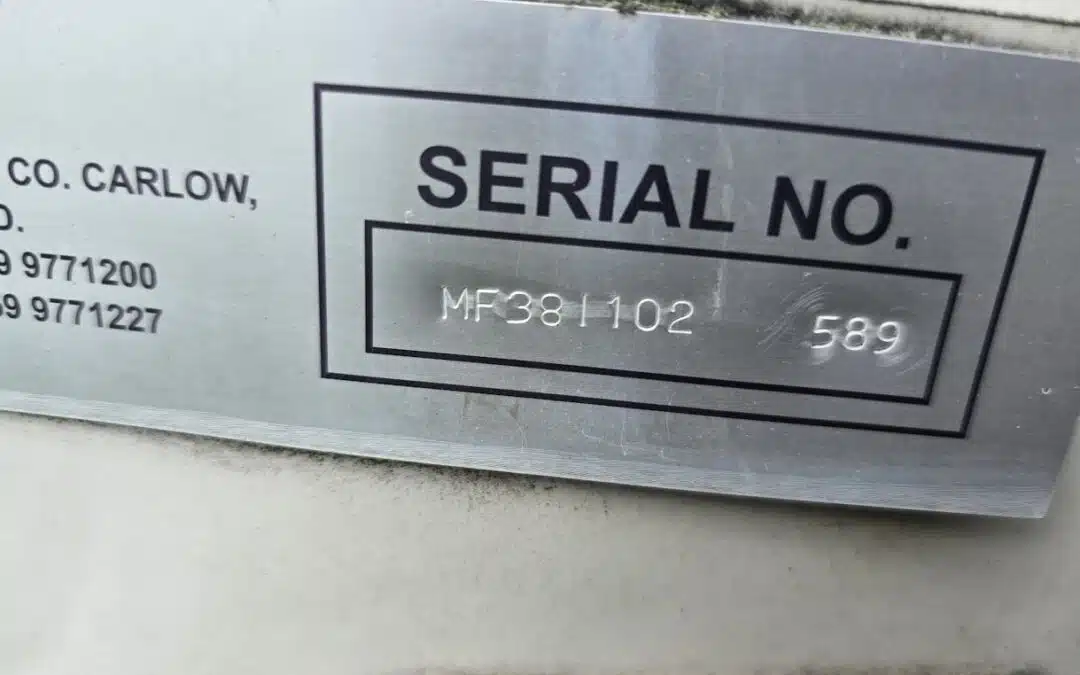 CO. CARLOW,
D.
9 9771200
59 9771227
SERIAL NO.
MF381102 589